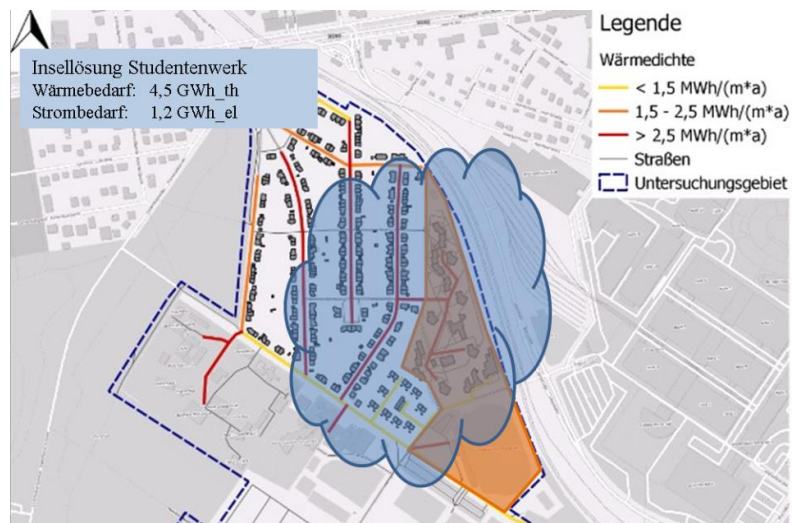 Insellösung Studentenwerk
Wärmebedarf: 4,5 GWh_th
Strombedarf: 1,2 GWh_el
Legende
Wärmedichte
< 1,5 MWh/(m*a)
1,5 - 2,5 MWh/(m*a)
> 2,5 MWh/(m*a)
Straßen
Untersuchungsgebiet